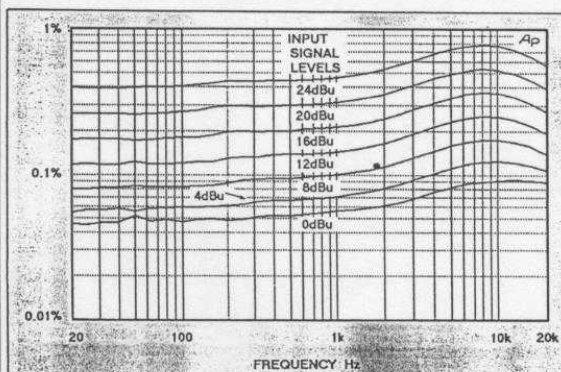 1%
INPUT
SIGNAL
LEVELS
AP
24dBu
20dBu
16dBu
0.1%
12dBu
8dBu
4dBu
0dBu
0.01%
20 100 1k 10k 20k
FREQUENCY Hz